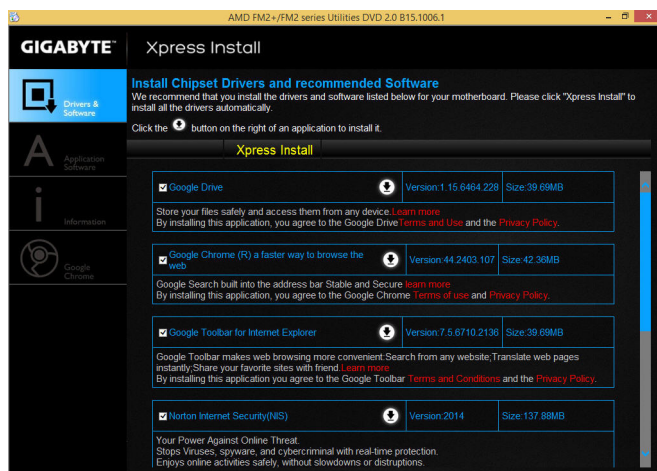 AMD FM2+/FM2 series Utilities DVD 2.0 B15.1006.1
GIGABYTE™
Xpress Install
Drivers &
Software
Application
Software
Information
Google
Chrome
Install Chipset Drivers and recommended Software
We recommend that you install the drivers and software listed below for your motherboard. Please click "Xpress Install" to
install all the drivers automatically.
Click the button on the right of an application to install it.
Xpress Install
Google Drive Version:1.15.6464.228 Size:39.69MB
Store your files safely and access them from any device.Learn more
By installing this application, you agree to the Google DriveTerms and Use and the Privacy Policy.
Google Chrome (R) a faster way to browse the
web Version:44.2403.107 Size:42.36MB
Google Search built into the address bar Stable and Secure learn more
By installing this application, you agree to the Google Chrome Terms of use and Privacy Policy.
Google Toolbar for Internet Explorer Version:7.5.6710.2136 Size:39.69MB
Google Toolbar makes web browsing more convenient:Search from any website;Translate web pages
instantly;Share your favorite sites with friend.Learn more
By installing this application you agree to the Google Toolbar Terms and Conditions and the Privacy Policy.
Norton Internet Security(NIS) Version:2014 Size:137.88MB
Your Power Against Online Threat.
Stops Viruses, spyware, and cybercriminal with real-time protection.
Enjoys online activities safely, without slowdowns or distruptions.